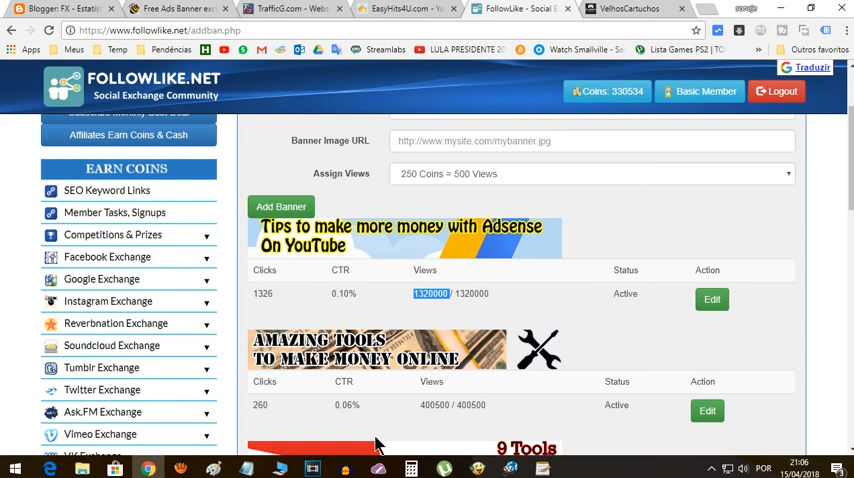 Blogger: FX - Estatís
Free Ads Banner exc
TrafficG.com - Webs
EasyHits4U.com - Yo
FollowLike - Social E
VelhosCartuchos
https://www.followlike.net/addban.php
Apps
Meus
Temp
Pendências
Streamlabs
LULA PRESIDENTE 20
Watch Smallville - Se
Lista Games PS2 | TO
Outros favoritos
G Traduzir
FOLLOWLIKE.NET
Social Exchange Community
Coins: 330534
Basic Member
Logout
Subscribe Monthly Best Deal
Affiliates Earn Coins & Cash
EARN COINS
SEO Keyword Links
Member Tasks, Signups
Competitions & Prizes
Facebook Exchange
Google Exchange
Instagram Exchange
Reverbnation Exchange
Soundcloud Exchange
Tumblr Exchange
Twitter Exchange
Ask.FM Exchange
Vimeo Exchange
Banner Image URL
http://www.mysite.com/mybanner.jpg
Assign Views
250 Coins = 500 Views
Add Banner
Tips to make more money with Adsense
On YouTube
Clicks CTR Views Status Action
1326 0.10% 1320000 / 1320000 Active Edit
AMAZING TOOLS
TO MAKE MONEY ONLINE
Clicks CTR Views Status Action
260 0.06% 400500 / 400500 Active Edit
9 Tools
POR
21:06
15/04/2018
3